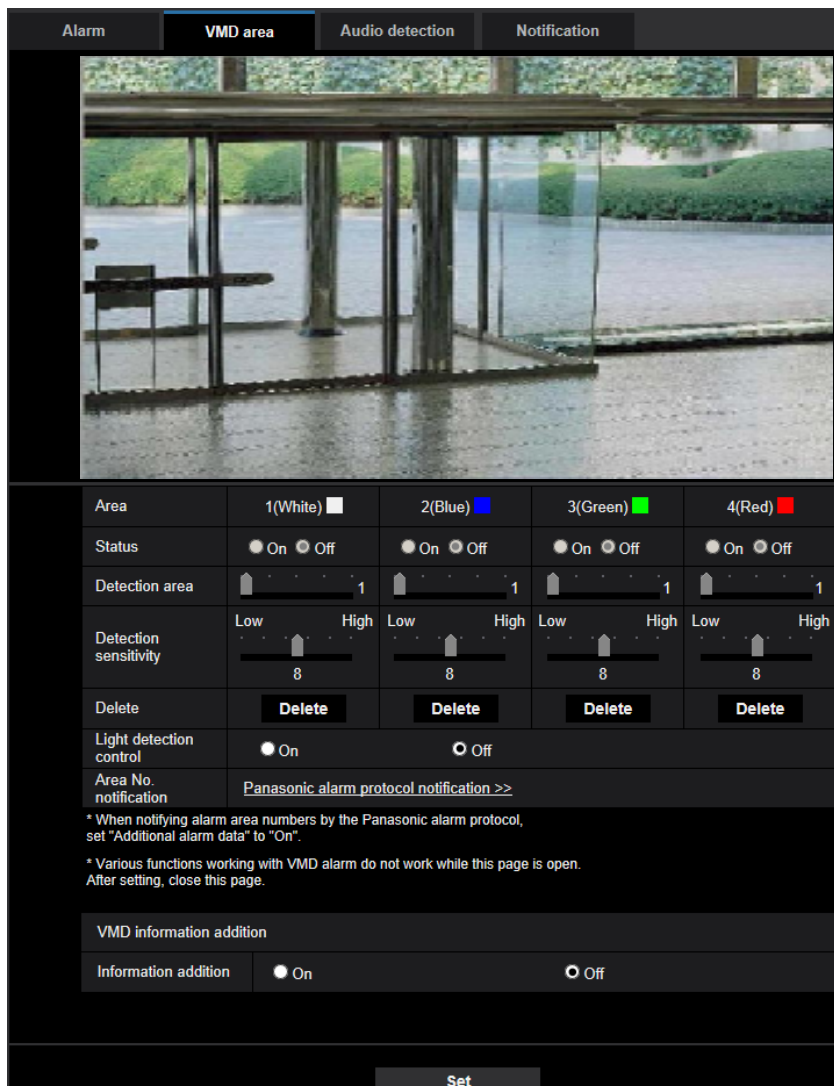 Alarm VMD area Audio detection Notification
Area 1(White) 2(Blue) 3(Green) 4(Red)
Status On Off On Off On Off On Off
Detection area 1 1 1 1
Detection sensitivity Low High Low High Low High Low High
8 8 8 8
Delete Delete Delete Delete Delete
Light detection control On Off
Area No. notification Panasonic alarm protocol notification >>
* When notifying alarm area numbers by the Panasonic alarm protocol,
set "Additional alarm data" to "On".
* Various functions working with VMD alarm do not work while this page is open.
After setting, close this page.
VMD information addition
Information addition On Off
Set